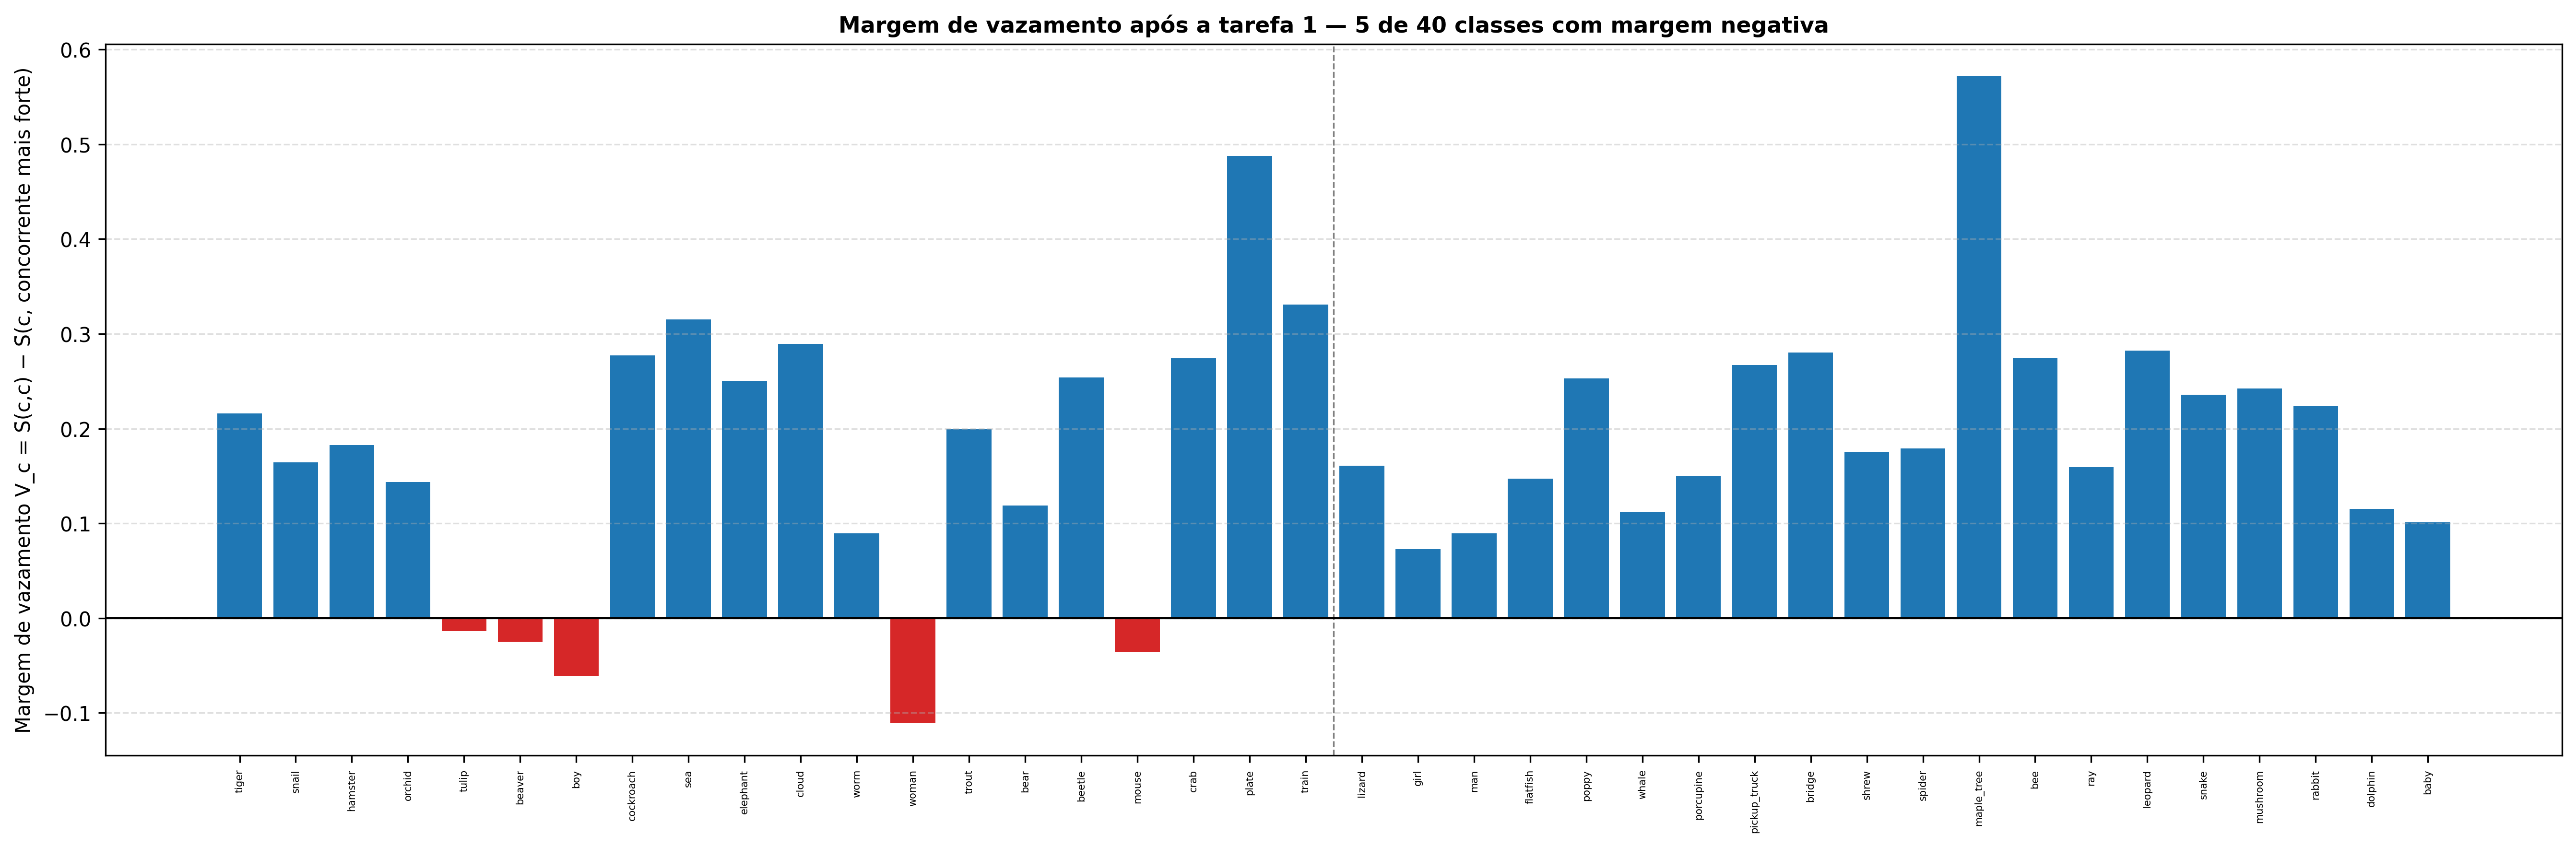 Margem de vazamento após a tarefa 1 — 5 de 40 classes com margem negativa
Margem de vazamento V_c = S(c,c) − S(c, concorrente mais forte)
0.6
0.5
0.4
0.3
0.2
0.1
0.0
−0.1
tiger
snail
hamster
orchid
tulip
beaver
boy
cockroach
sea
elephant
cloud
worm
woman
trout
bear
beetle
mouse
crab
plate
train
lizard
girl
man
flatfish
poppy
whale
porcupine
pickup_truck
bridge
shrew
spider
maple_tree
bee
ray
leopard
snake
mushroom
rabbit
dolphin
baby